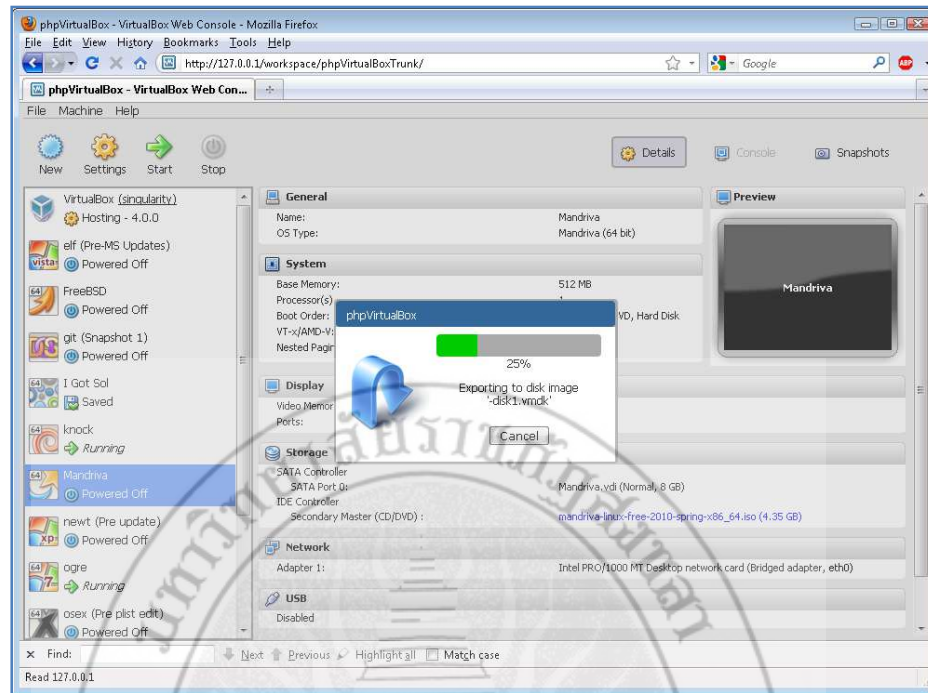 phpVirtualBox - VirtualBox Web Console - Mozilla Firefox
File Edit View History Bookmarks Tools Help
http://127.0.0.1/workspace/phpVirtualBoxTrunk/
Google
ABP
phpVirtualBox - VirtualBox Web Con...
File Machine Help
New Settings Start Stop
Details Console Snapshots
VirtualBox (singularity)
Hosting - 4.0.0
elf (Pre-MS Updates)
Powered Off
FreeBSD
Powered Off
git (Snapshot 1)
Powered Off
I Got Sol
Saved
knock
Running
Mandriva
Powered Off
newt (Pre update)
Powered Off
ogre
Running
osex (Pre plist edit)
Powered Off
General
Name: Mandriva
OS Type: Mandriva (64 bit)
System
Base Memory: 512 MB
Processor(s)
Boot Order: VD, Hard Disk
VT-x/AMD-V:
Nested Pagin
Display
Video Memor
Ports:
Storage
SATA Controller
SATA Port 0: Mandriva.vdi (Normal, 8 GB)
IDE Controller
Secondary Master (CD/DVD) : mandriva-linux-free-2010-spring-x86_64.iso (4.35 GB)
Network
Adapter 1: Intel PRO/1000 MT Desktop network card (Bridged adapter, eth0)
USB
Disabled
Preview
Mandriva
phpVirtualBox
25%
Exporting to disk image
'-disk1.vmdk'
Cancel
Find: Next Previous Highlight all Match case
Read 127.0.0.1